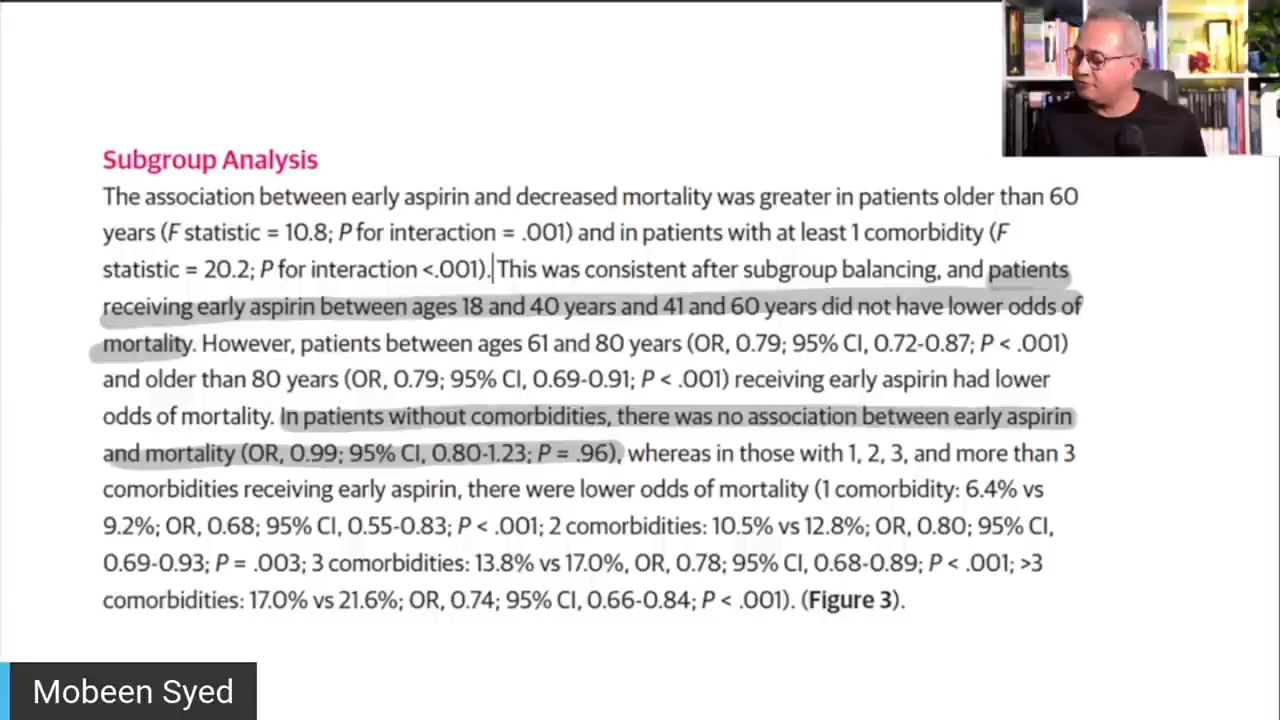 Subgroup Analysis
The association between early aspirin and decreased mortality was greater in patients older than 60
years (F statistic = 10.8; P for interaction = .001) and in patients with at least 1 comorbidity (F
statistic = 20.2; P for interaction <.001). This was consistent after subgroup balancing, and patients
receiving early aspirin between ages 18 and 40 years and 41 and 60 years did not have lower odds of
mortality. However, patients between ages 61 and 80 years (OR, 0.79; 95% CI, 0.72-0.87; P < .001)
and older than 80 years (OR, 0.79; 95% CI, 0.69-0.91; P < .001) receiving early aspirin had lower
odds of mortality. In patients without comorbidities, there was no association between early aspirin
and mortality (OR, 0.99; 95% CI, 0.80-1.23; P = .96), whereas in those with 1, 2, 3, and more than 3
comorbidities receiving early aspirin, there were lower odds of mortality (1 comorbidity: 6.4% vs
9.2%; OR, 0.68; 95% CI, 0.55-0.83; P < .001; 2 comorbidities: 10.5% vs 12.8%; OR, 0.80; 95% CI,
0.69-0.93; P = .003; 3 comorbidities: 13.8% vs 17.0%, OR, 0.78; 95% CI, 0.68-0.89; P < .001; >3
comorbidities: 17.0% vs 21.6%; OR, 0.74; 95% CI, 0.66-0.84; P < .001). (Figure 3).
Mobeen Syed